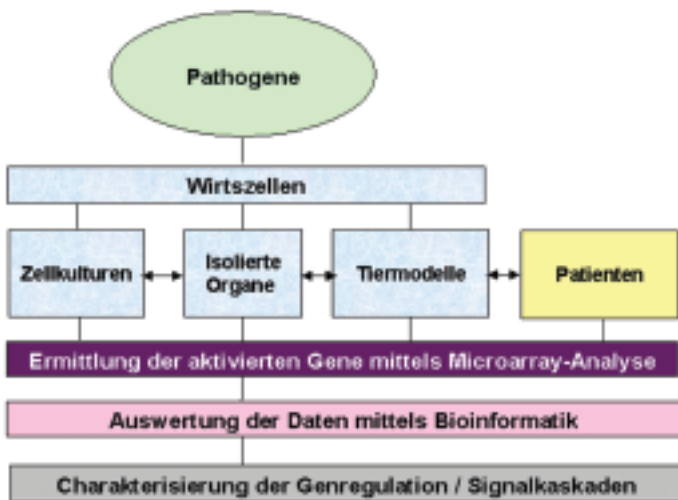 Pathogene
Wirtszellen
Zellkulturen
Isolierte
Organe
Tiermodelle
Patienten
Ermittlung der aktivierten Gene mittels Microarray-Analyse
Auswertung der Daten mittels Bioinformatik
Charakterisierung der Genregulation / Signalkaskaden